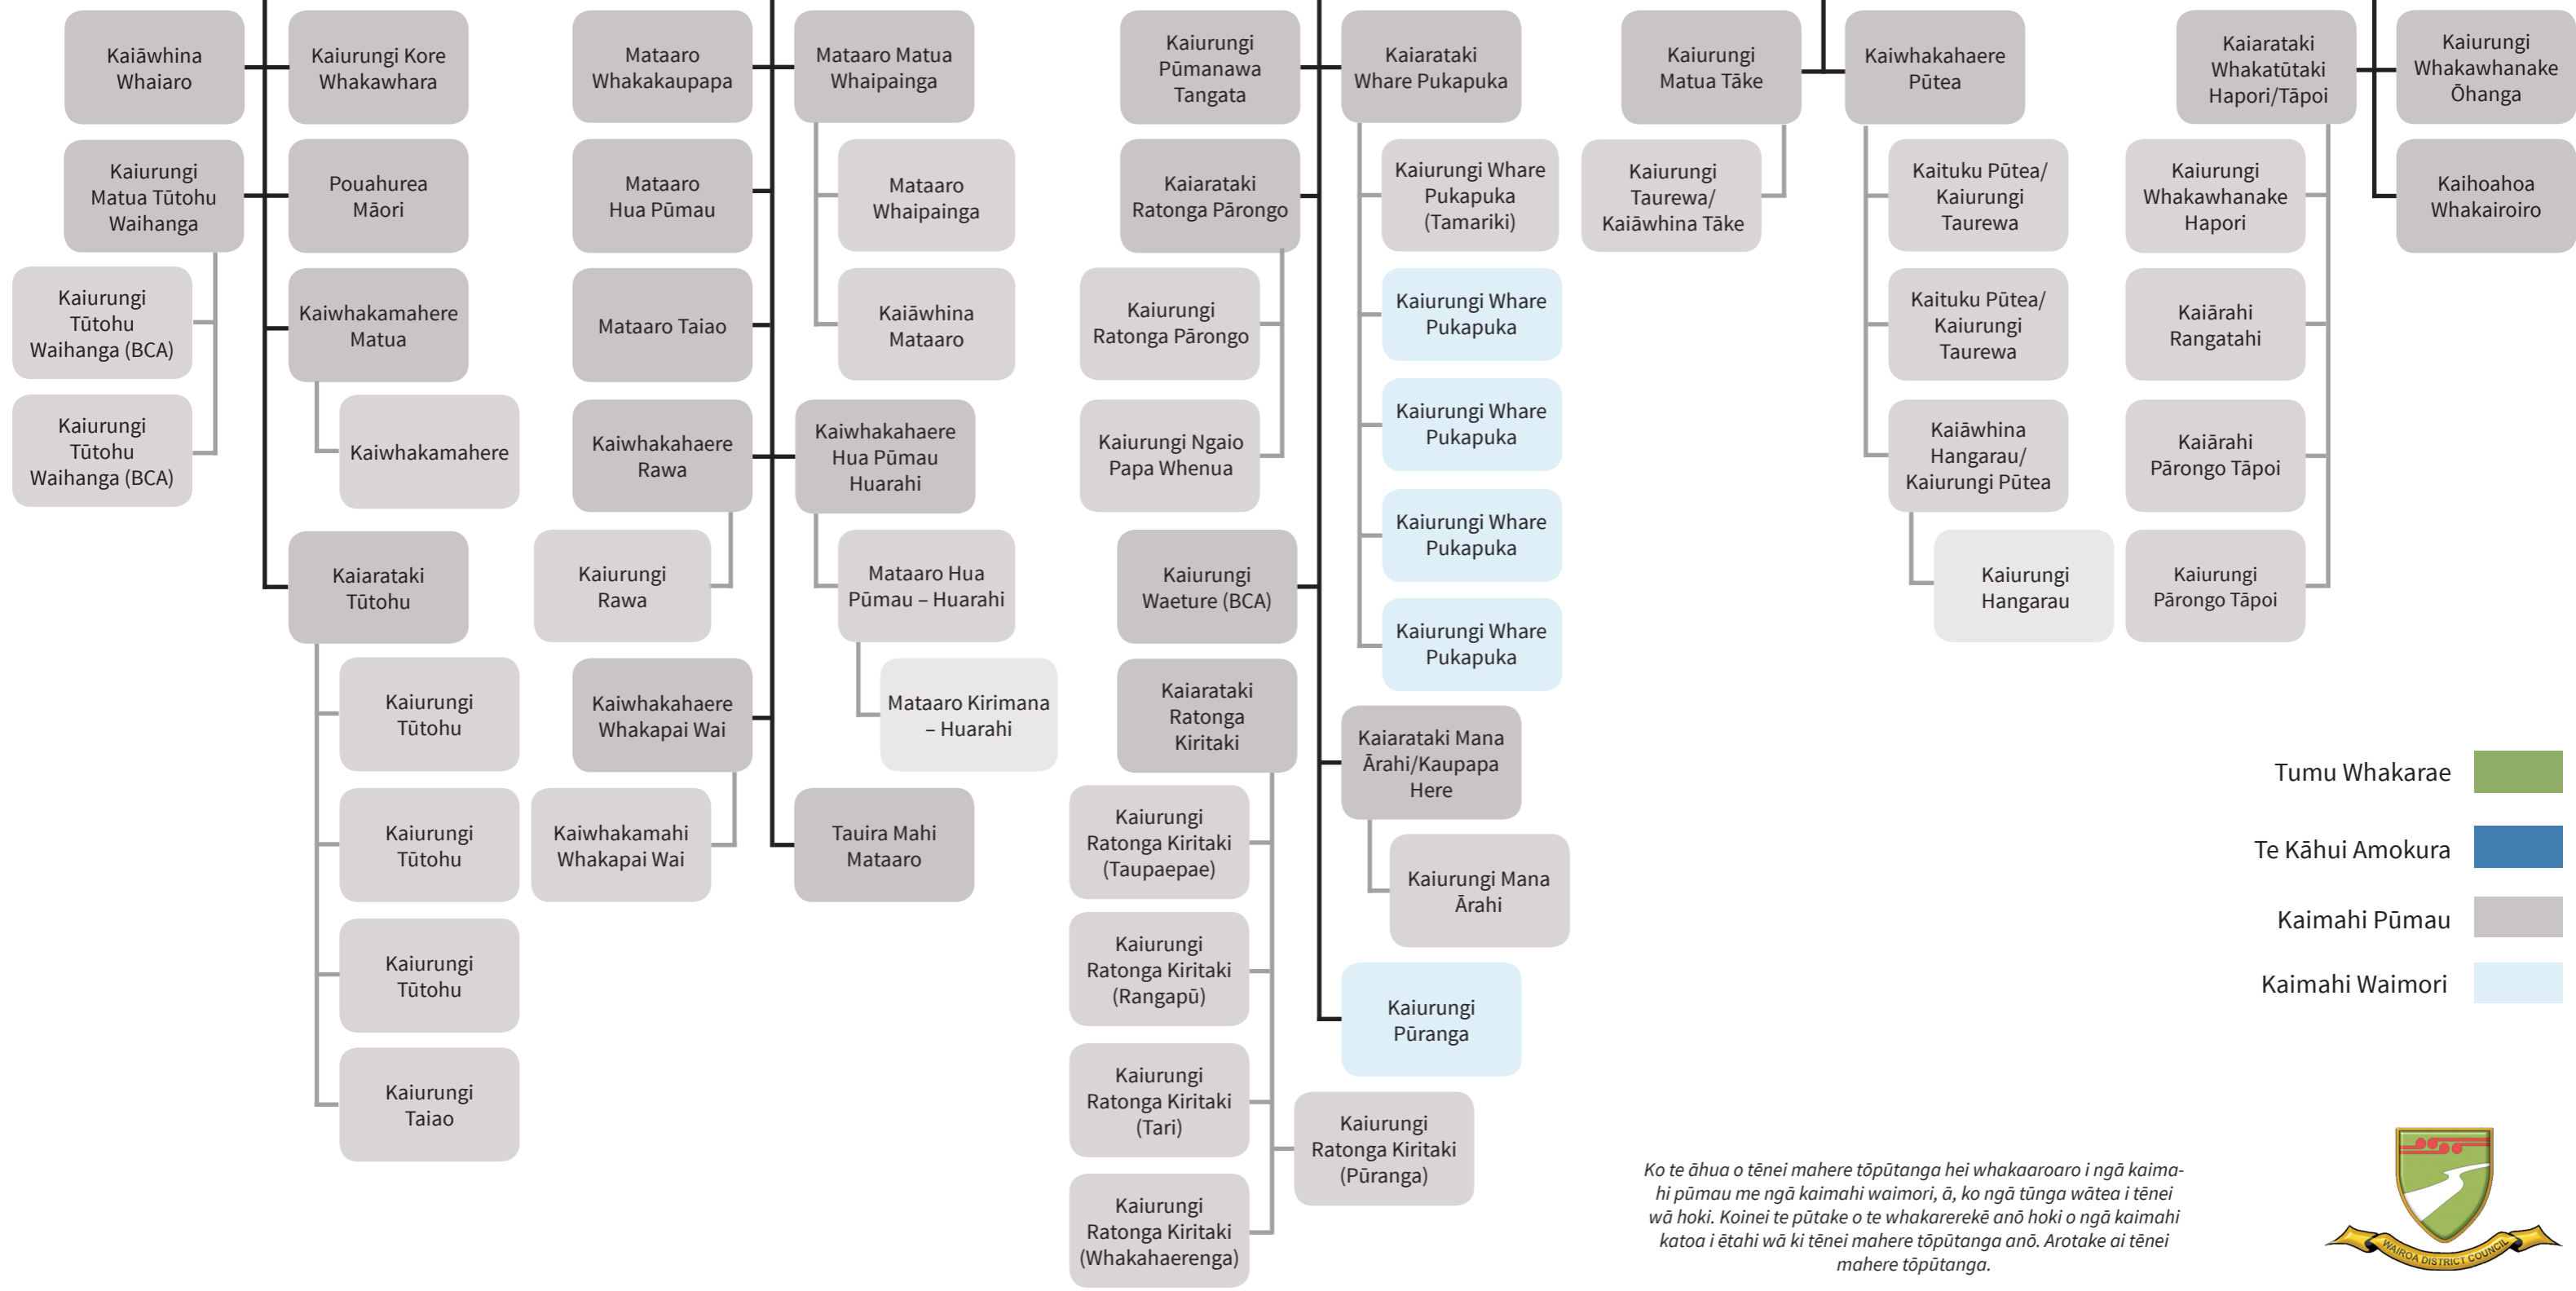 Kaiāwhina
Whaiaro
Kaiurungi Kore
Whakawhara
Kaiurungi
Matua Tūtohu
Waihanga
Pouahurea
Māori
Kaiurungi
Tūtohu
Waihanga (BCA)
Kaiurungi
Tūtohu
Waihanga (BCA)
Kaiwhakamahere
Matua
Kaiwhakamahere
Kaiarataki
Tūtohu
Kaiurungi
Tūtohu
Kaiurungi
Tūtohu
Kaiurungi
Tūtohu
Kaiurungi
Taiao
Mataaro
Whakakaupapa
Mataaro Matua
Whaipainga
Mataaro
Whaipainga
Kaiāwhina
Mataaro
Mataaro
Hua Pūmau
Mataaro Taiao
Kaiwhakahaere
Rawa
Kaiurungi
Rawa
Kaiwhakahaere
Hua Pūmau
Huarahi
Mataaro Hua
Pūmau – Huarahi
Mataaro Kirimana
– Huarahi
Kaiwhakahaere
Whakapai Wai
Kaiwhakamahi
Whakapai Wai
Tauira Mahi
Mataaro
Kaiurungi
Pūmanawa
Tangata
Kaiarataki
Whare Pukapuka
Kaiurungi Whare
Pukapuka
(Tamariki)
Kaiurungi Whare
Pukapuka
Kaiurungi Whare
Pukapuka
Kaiurungi Whare
Pukapuka
Kaiurungi Whare
Pukapuka
Kaiarataki
Ratonga Pārongo
Kaiurungi
Ratonga Pārongo
Kaiurungi Ngaio
Papa Whenua
Kaiurungi
Waeture (BCA)
Kaiarataki
Ratonga
Kiritaki
Kaiurungi
Ratonga Kiritaki
(Taupaepae)
Kaiurungi
Ratonga Kiritaki
(Rangapū)
Kaiurungi
Ratonga Kiritaki
(Tari)
Kaiurungi
Ratonga Kiritaki
(Whakahaerenga)
Kaiurungi
Ratonga Kiritaki
(Pūranga)
Kaiarataki Mana
Ārahi/Kaupapa
Here
Kaiurungi Mana
Ārahi
Kaiurungi
Pūranga
Kaiurungi
Matua Tāke
Kaiurungi
Taurewa/
Kaiāwhina Tāke
Kaiwhakahaere
Pūtea
Kaituku Pūtea/
Kaiurungi
Taurewa
Kaituku Pūtea/
Kaiurungi
Taurewa
Kaiāwhina
Hangarau/
Kaiurungi Pūtea
Kaiurungi
Hangarau
Kaiarataki
Whakatūtaki
Hapori/Tāpoi
Kaiurungi
Whakawhanake
Hapori
Kaiārahi
Rangatahi
Kaiārahi
Pārongo Tāpoi
Kaiurungi
Pārongo Tāpoi
Kaiurungi
Whakawhanake
Ōhanga
Kaihoahoa
Whakairoiro
Tumu Whakarae
Te Kāhui Amokura
Kaimahi Pūmau
Kaimahi Waimori
Ko te āhua o tēnei mahere tōpūtanga hei whakaaroaro i ngā kaima-
hi pūmau me ngā kaimahi waimori, ā, ko ngā tūnga wātea i tēnei
wā hoki. Koinei te pūtake o te whakarerekē anō hoki o ngā kaimahi
katoa i ētahi wā ki tēnei mahere tōpūtanga anō. Arotake ai tēnei
mahere tōpūtanga.
WAIROA DISTRICT COUNCIL